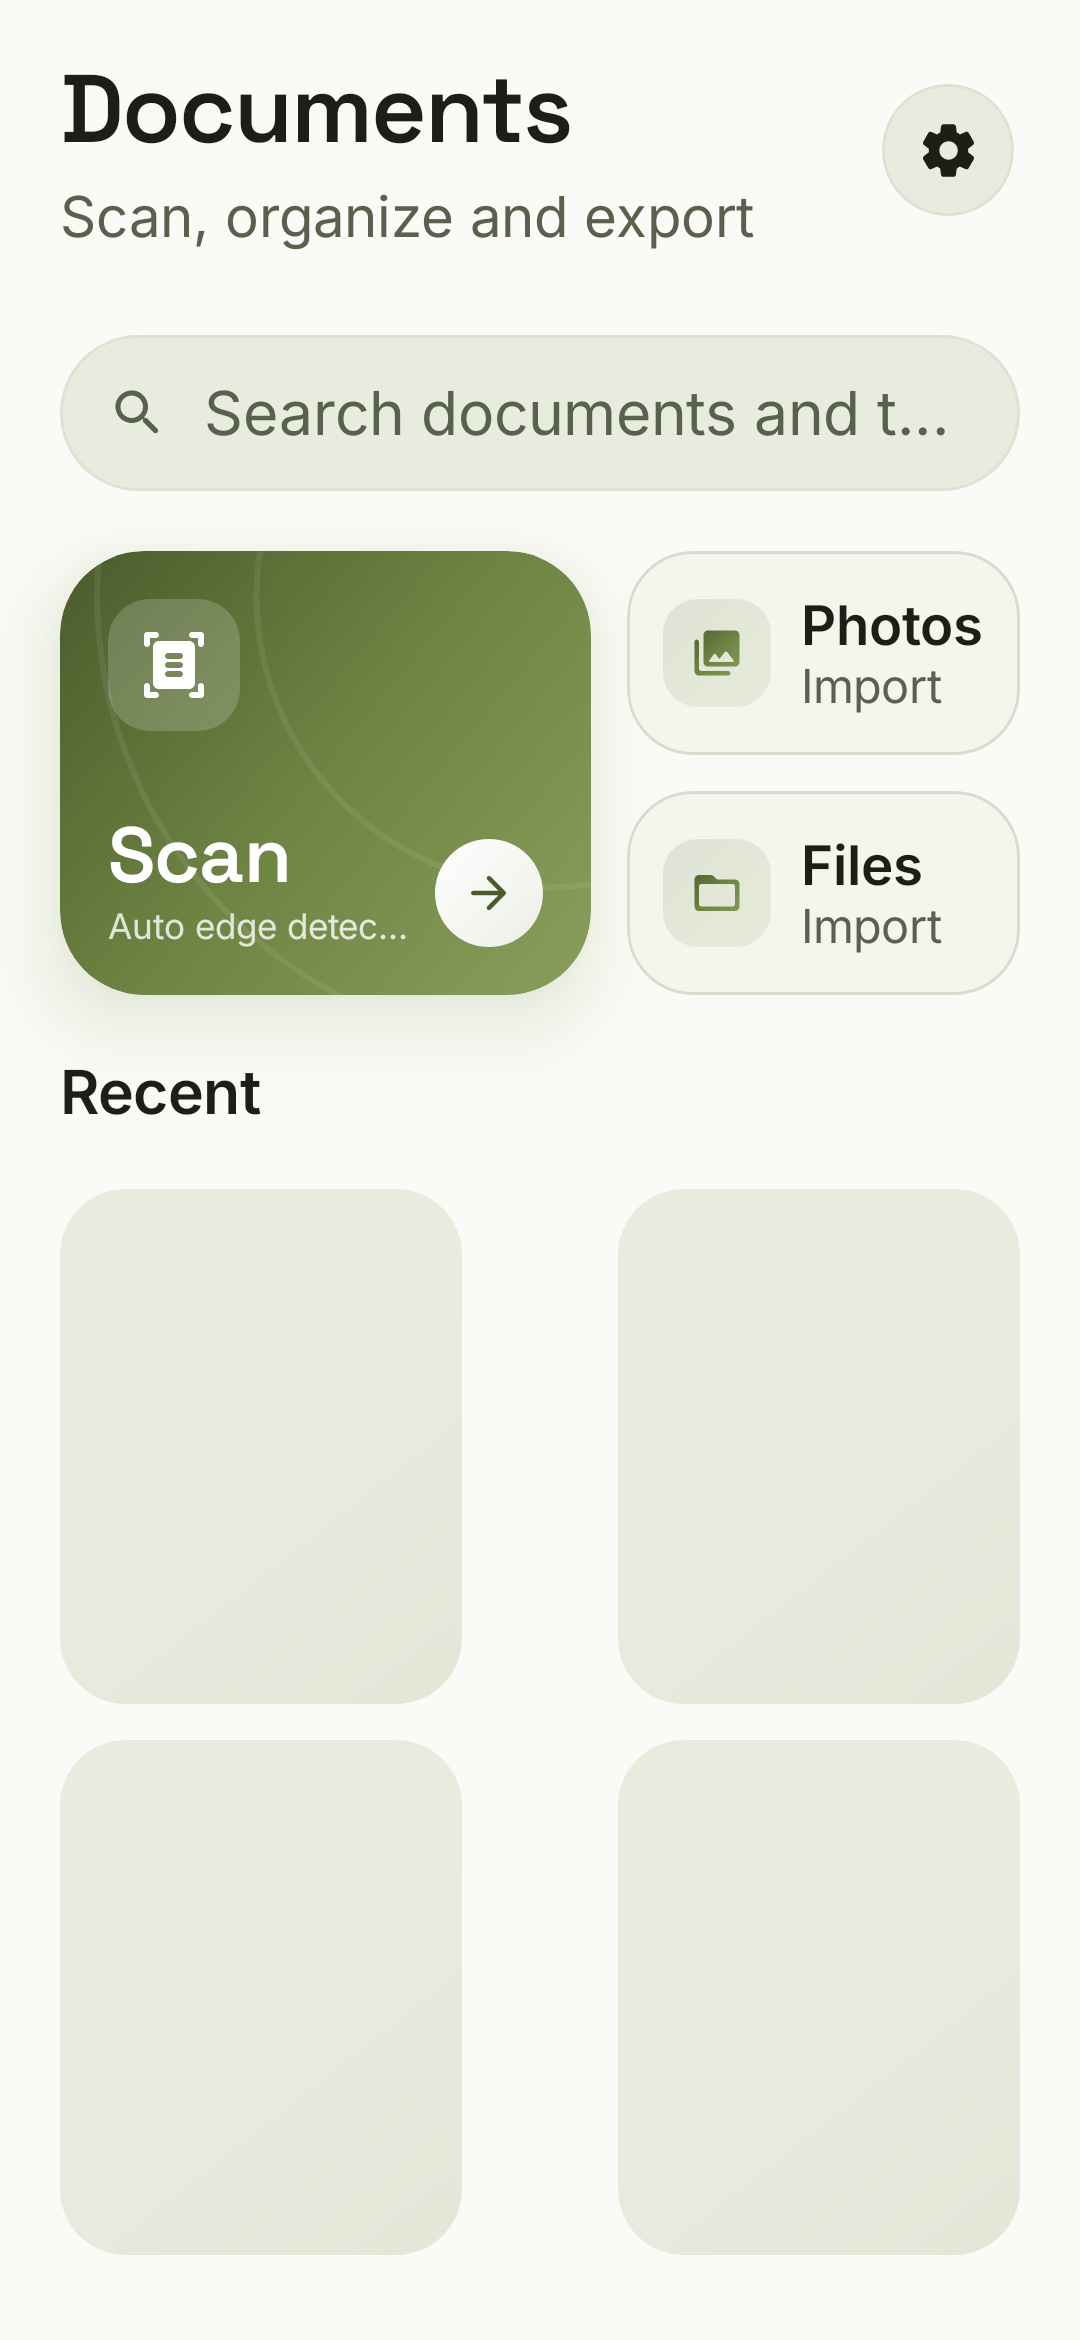 Documents
Scan, organize and export
Search documents and t...
Scan
Auto edge detec...
Photos
Import
Files
Import
Recent